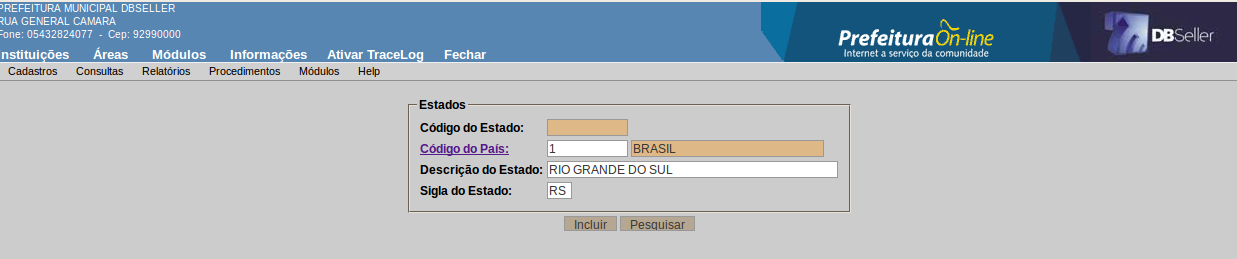 PREFEITURA MUNICIPAL DBSELLER
RUA GENERAL CAMARA
Fone: 05432824077 - Cep: 92990000
PrefeituraOn-line
Internet a serviço da comunidade
DBSeller
nstituições Áreas Módulos Informações Ativar TraceLog Fechar
Cadastros Consultas Relatórios Procedimentos Módulos Help
Estados
Código do Estado:
Código do País: 1 BRASIL
Descrição do Estado: RIO GRANDE DO SUL
Sigla do Estado: RS
Incluir Pesquisar